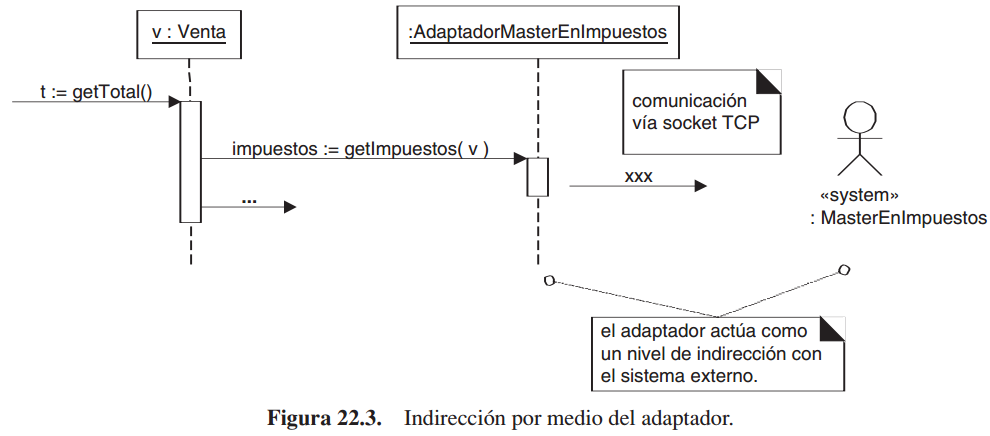 v : Venta
:AdaptadorMasterEnImpuestos
t := getTotal()
comunicación
vía socket TCP
impuestos := getImpuestos( v )
xxx
...
«system»
: MasterEnImpuestos
el adaptador actúa como
un nivel de indirección con
el sistema externo.
Figura 22.3. Indirección por medio del adaptador.